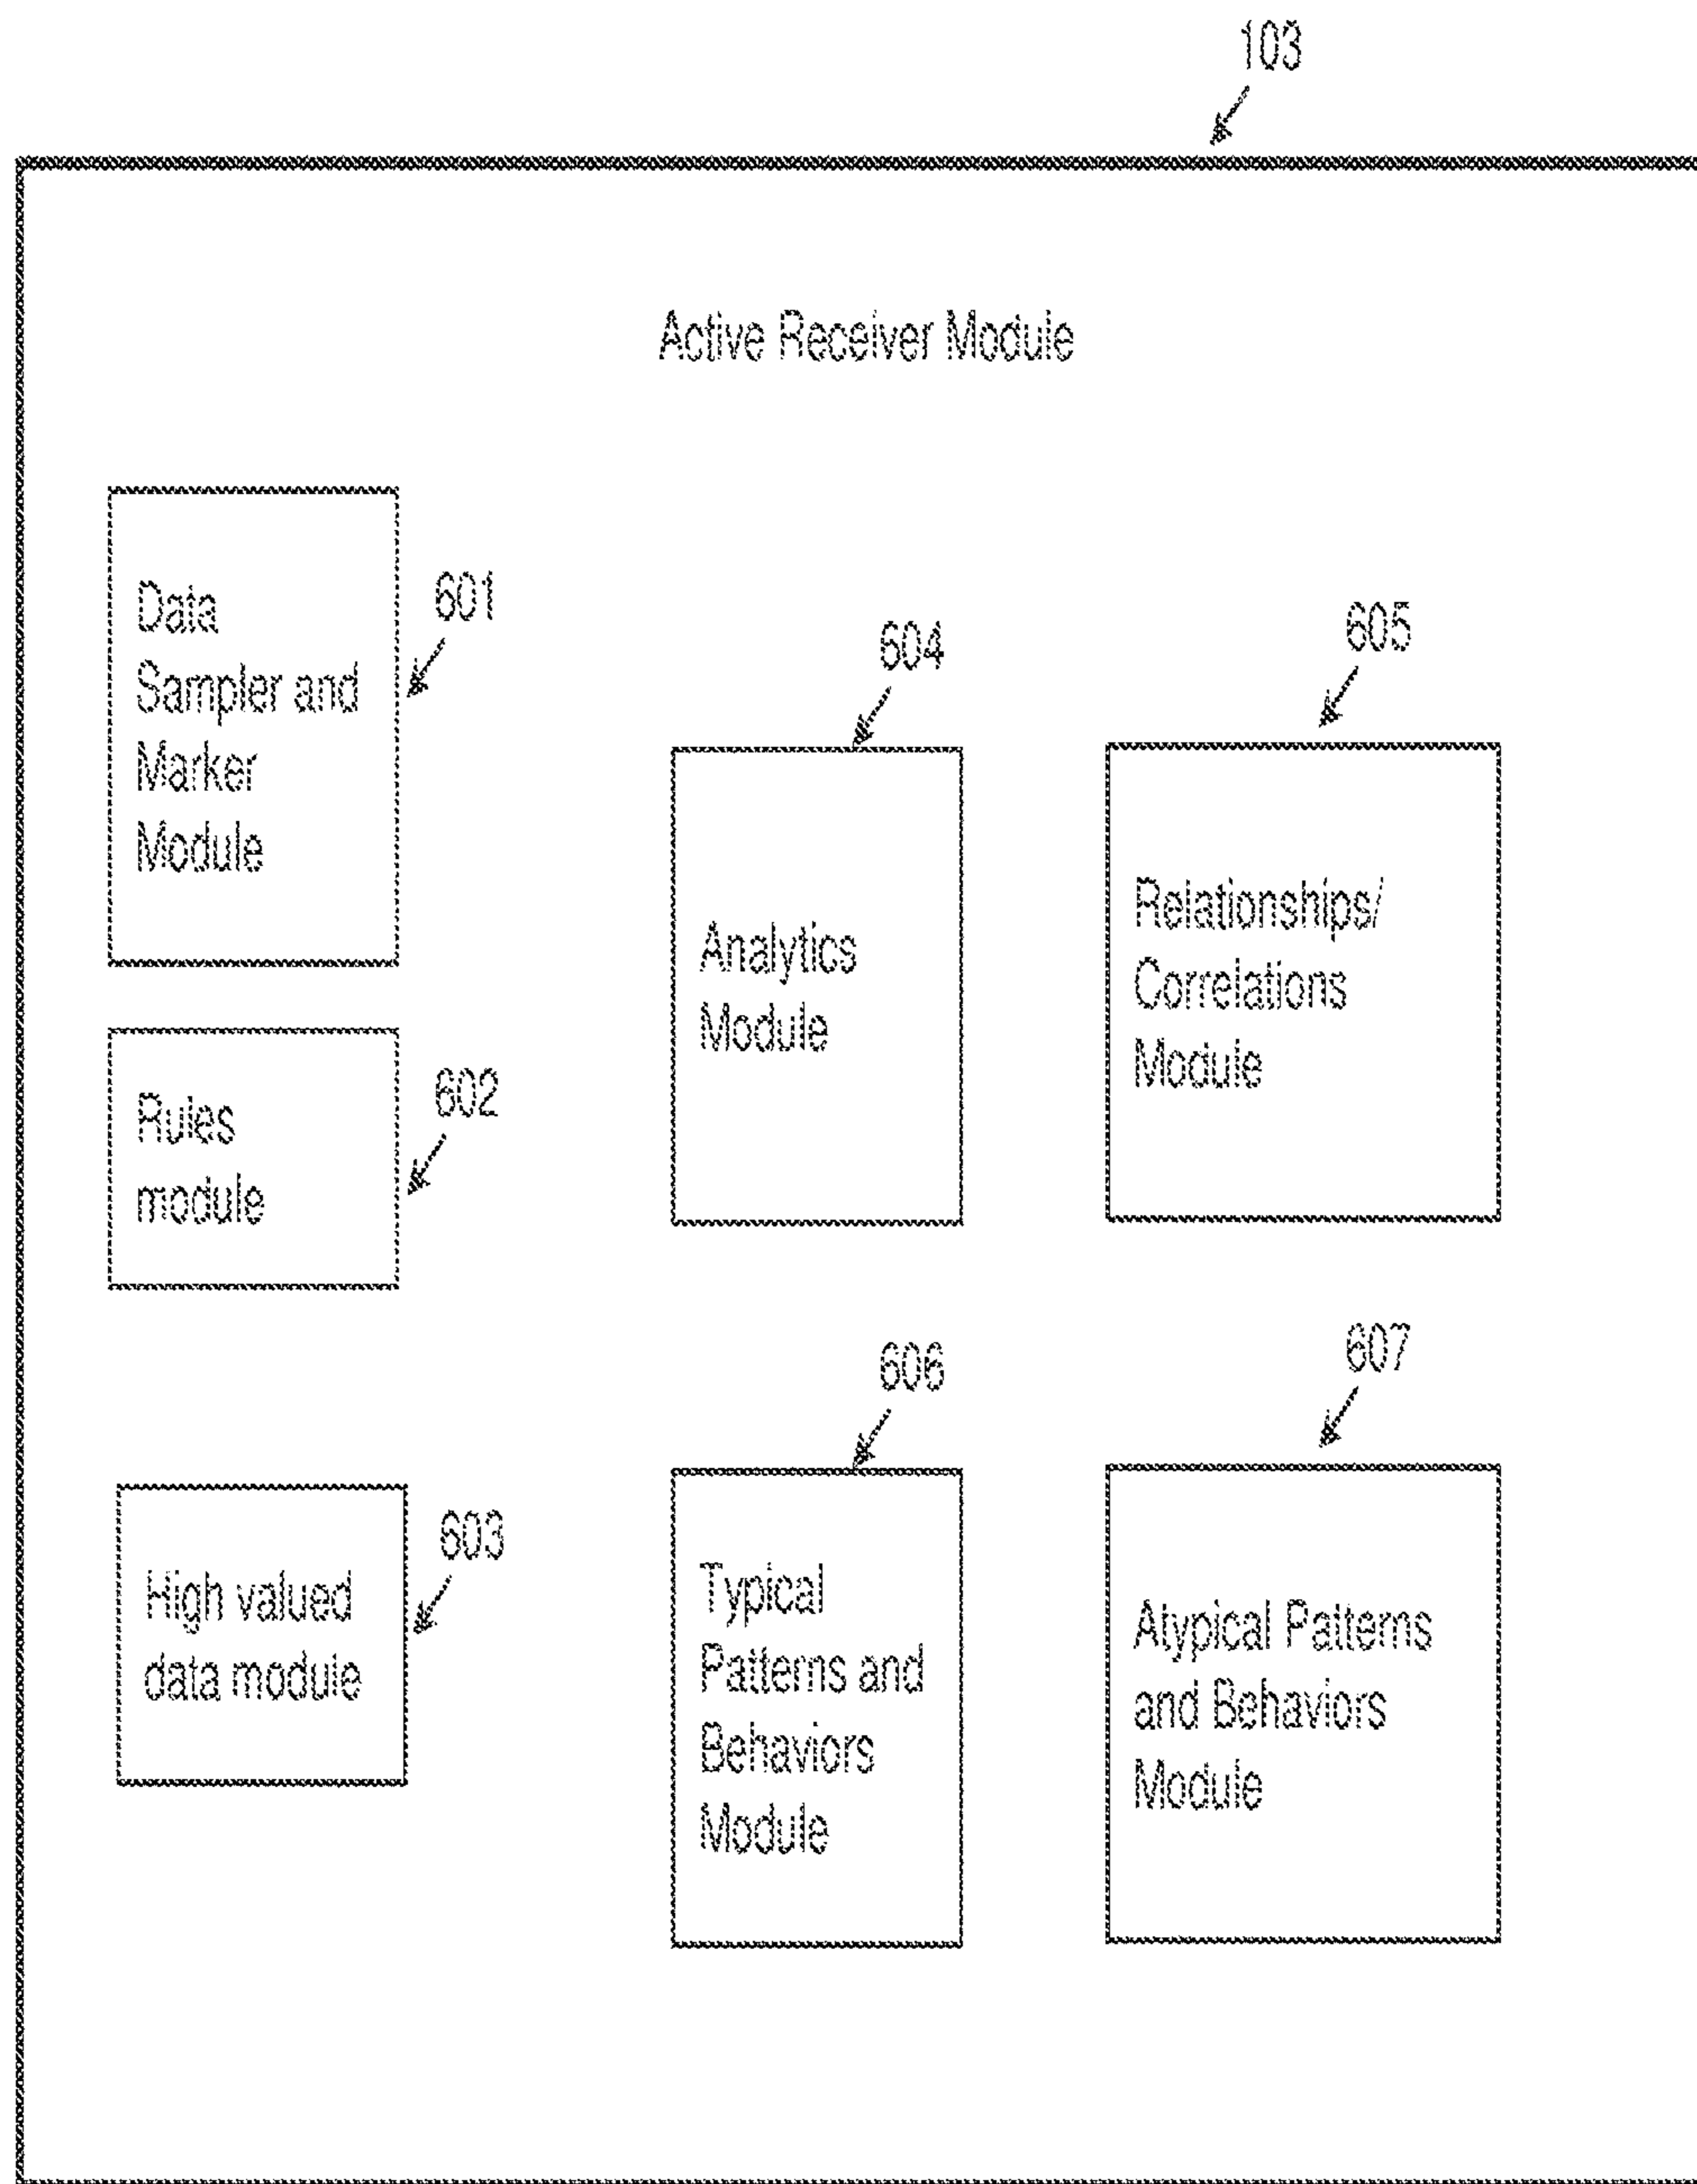 103
Active Receiver Module
Data
Sampler and
Marker
Module
601
Rules
module
602
High valued
data module
603
Analytics
Module
604
Relationships/
Correlations
Module
605
Typical
Patterns and
Behaviors
Module
606
Atypical Patterns
and Behaviors
Module
607